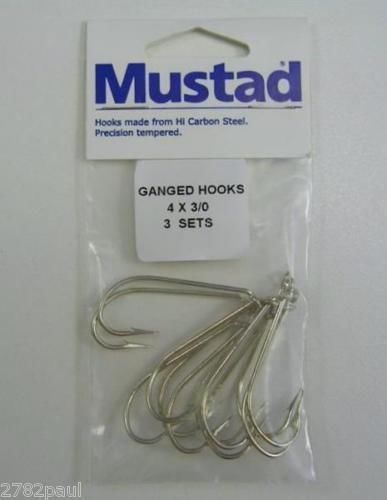 Mustad
Hooks made from Hi Carbon Steel.
Precision tempered.
GANGED HOOKS
4 X 3/0
3 SETS
2782paul